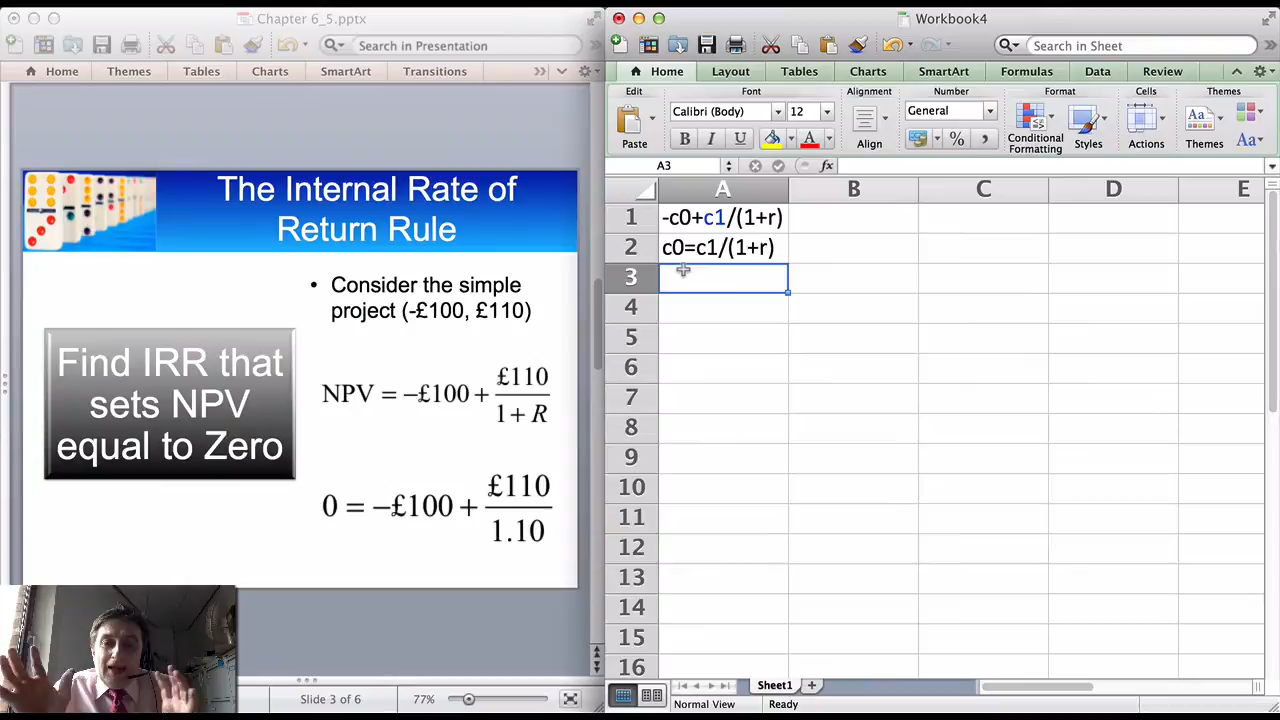 Chapter 6_5.pptx
Search in Presentation
Home Themes Tables Charts SmartArt Transitions
The Internal Rate of
Return Rule
• Consider the simple
project (-£100, £110)
Find IRR that
sets NPV
equal to Zero
NPV = −£100 + £110 / 1 + R
0 = −£100 + £110 / 1.10
Slide 3 of 6 77%
Workbook4
Search in Sheet
Home Layout Tables Charts SmartArt Formulas Data Review
Edit Font Alignment Number Format Cells Themes
Calibri (Body) 12 General
Paste B I U A Align % Conditional Formatting Styles Actions Themes Aa
A3 fx
A B C D E
1 -c0+c1/(1+r)
2 c0=c1/(1+r)
3
4
5
6
7
8
9
10
11
12
13
14
15
16
Sheet1
Normal View Ready